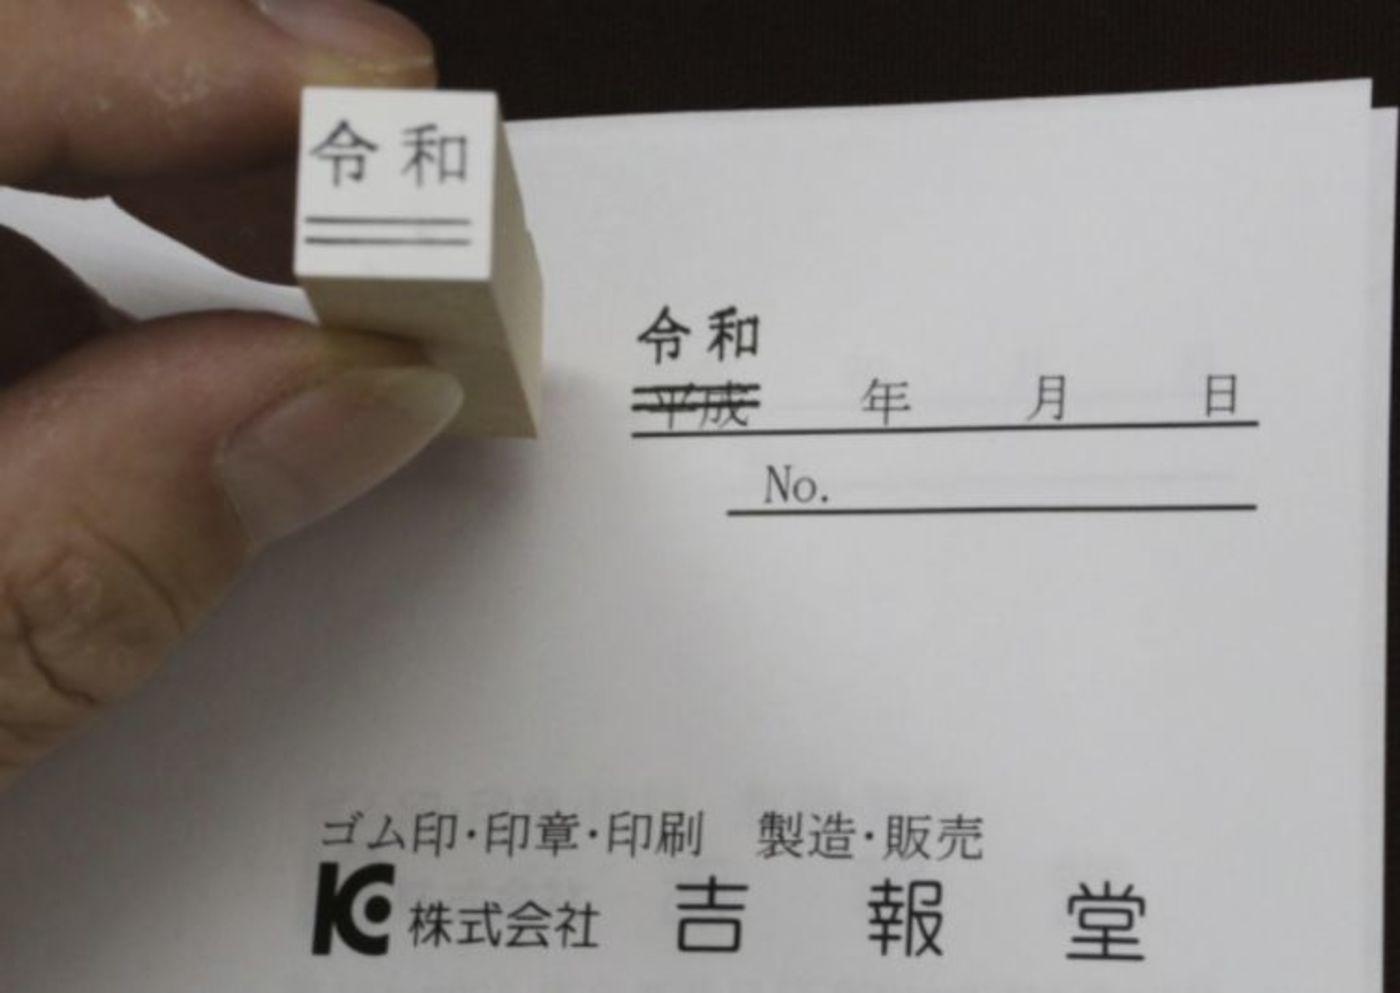 令和
令和
平成 年 月 日
No.
ゴム印・印章・印刷 製造・販売
KC 株式会社 吉報堂